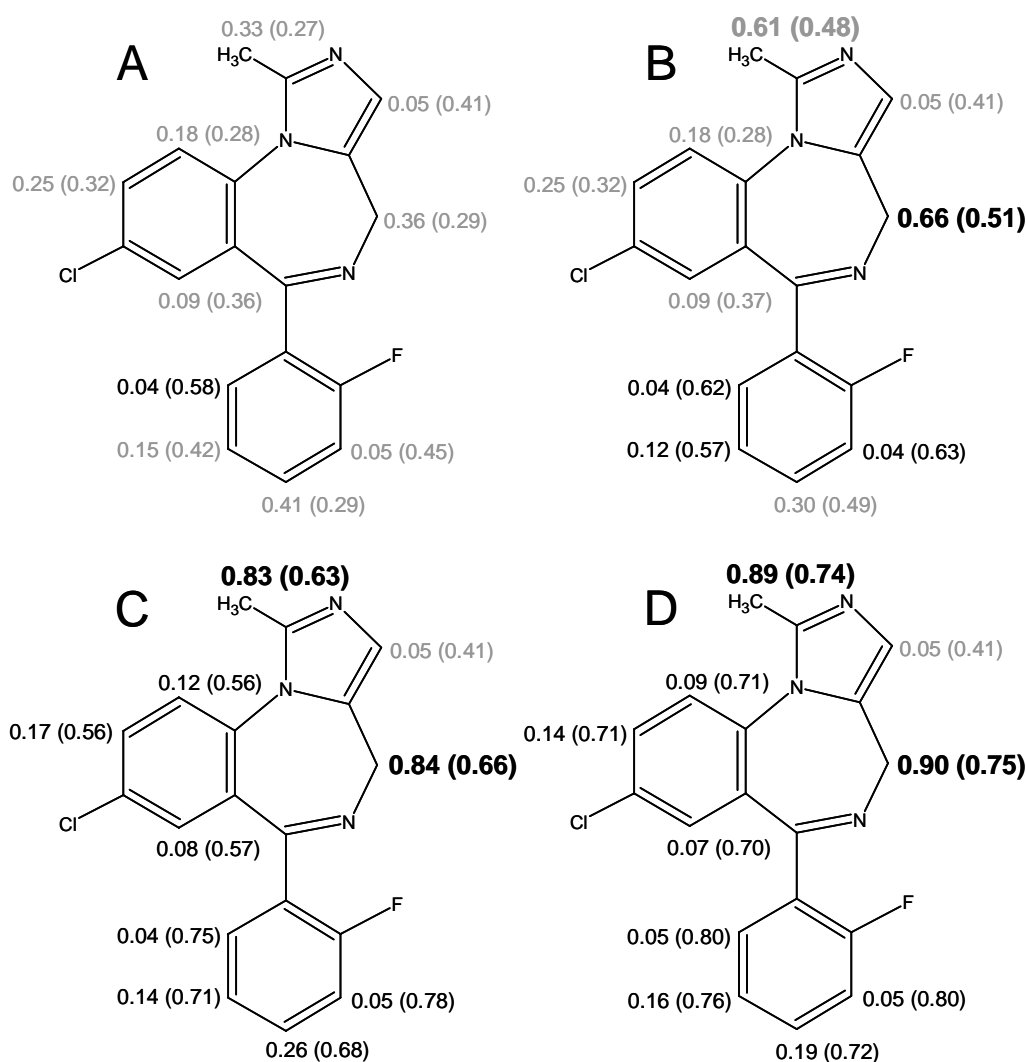 A
0.33 (0.27)
H₃C
N
0.05 (0.41)
0.18 (0.28)
N
0.25 (0.32)
0.36 (0.29)
Cl
N
0.09 (0.36)
F
0.04 (0.58)
0.15 (0.42)
0.05 (0.45)
0.41 (0.29)
B
0.61 (0.48)
H₃C
N
0.05 (0.41)
0.18 (0.28)
N
0.25 (0.32)
0.66 (0.51)
Cl
N
0.09 (0.37)
F
0.04 (0.62)
0.12 (0.57)
0.04 (0.63)
0.30 (0.49)
C
0.83 (0.63)
H₃C
N
0.05 (0.41)
0.12 (0.56)
N
0.17 (0.56)
0.84 (0.66)
Cl
N
0.08 (0.57)
F
0.04 (0.75)
0.14 (0.71)
0.05 (0.78)
0.26 (0.68)
D
0.89 (0.74)
H₃C
N
0.05 (0.41)
0.09 (0.71)
N
0.14 (0.71)
0.90 (0.75)
Cl
N
0.07 (0.70)
F
0.05 (0.80)
0.16 (0.76)
0.05 (0.80)
0.19 (0.72)